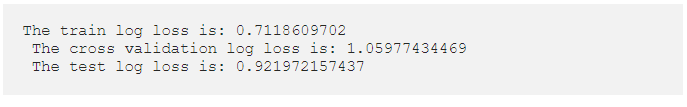 The train log loss is: 0.7118609702
The cross validation log loss is: 1.05977434469
The test log loss is: 0.921972157437